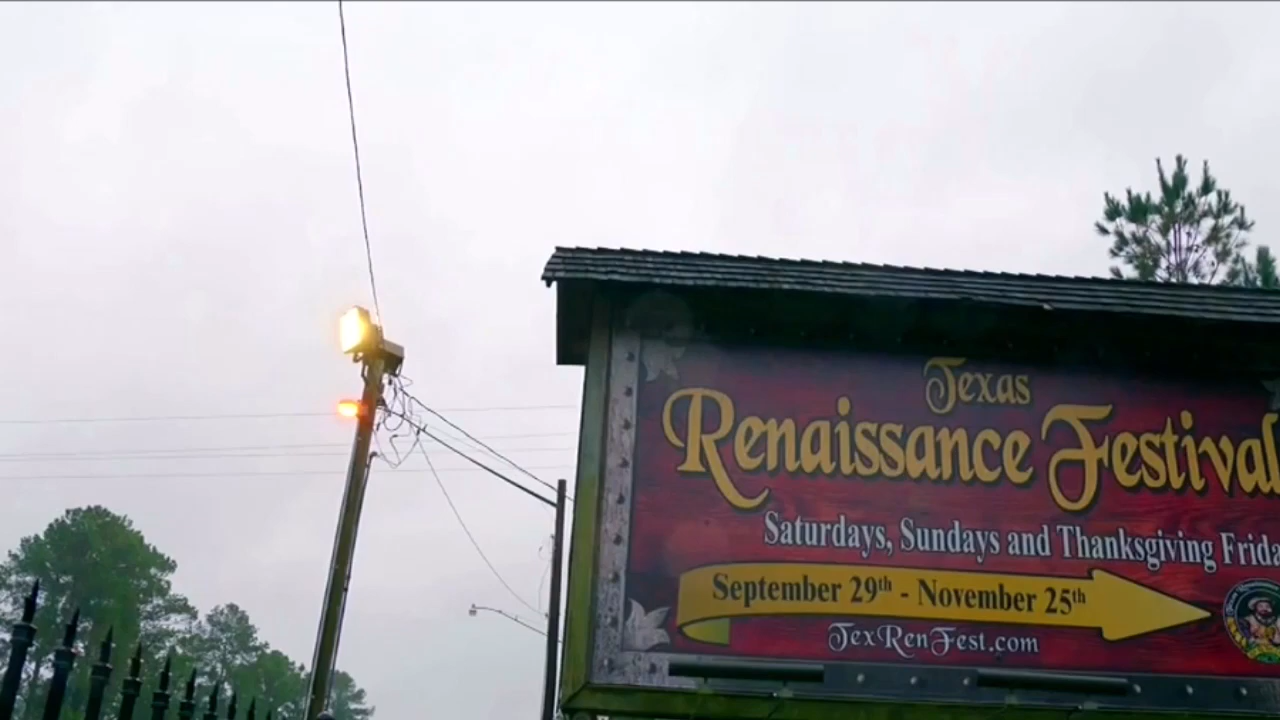 Texas
Renaissance Festival
Saturdays, Sundays and Thanksgiving
September 29th - November 25th
TexRenFest.com